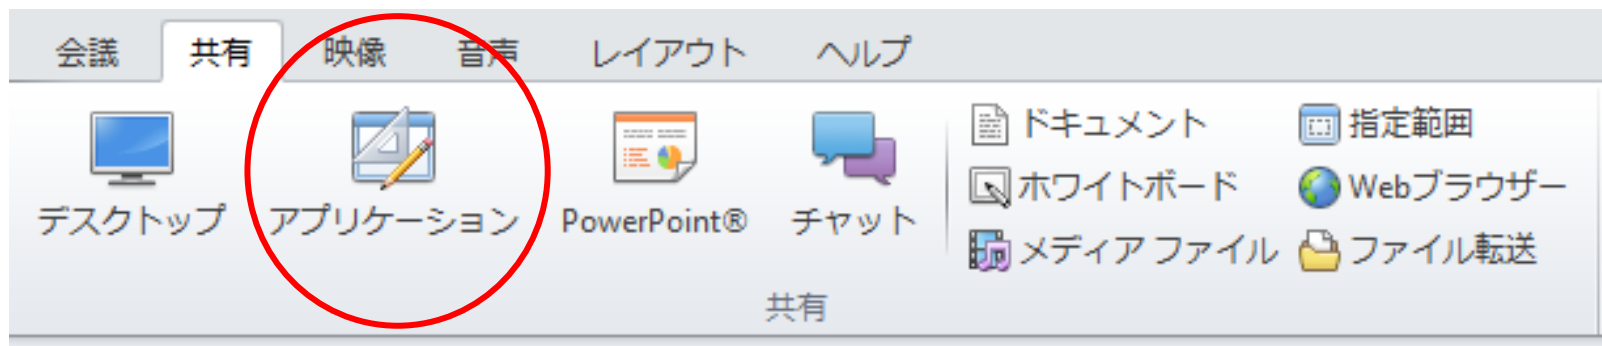 会議 共有 映像 音声 レイアウト ヘルプ
デスクトップ アプリケーション PowerPoint® チャット
ドキュメント 指定範囲
ホワイトボード Webブラウザー
メディア ファイル ファイル転送
共有